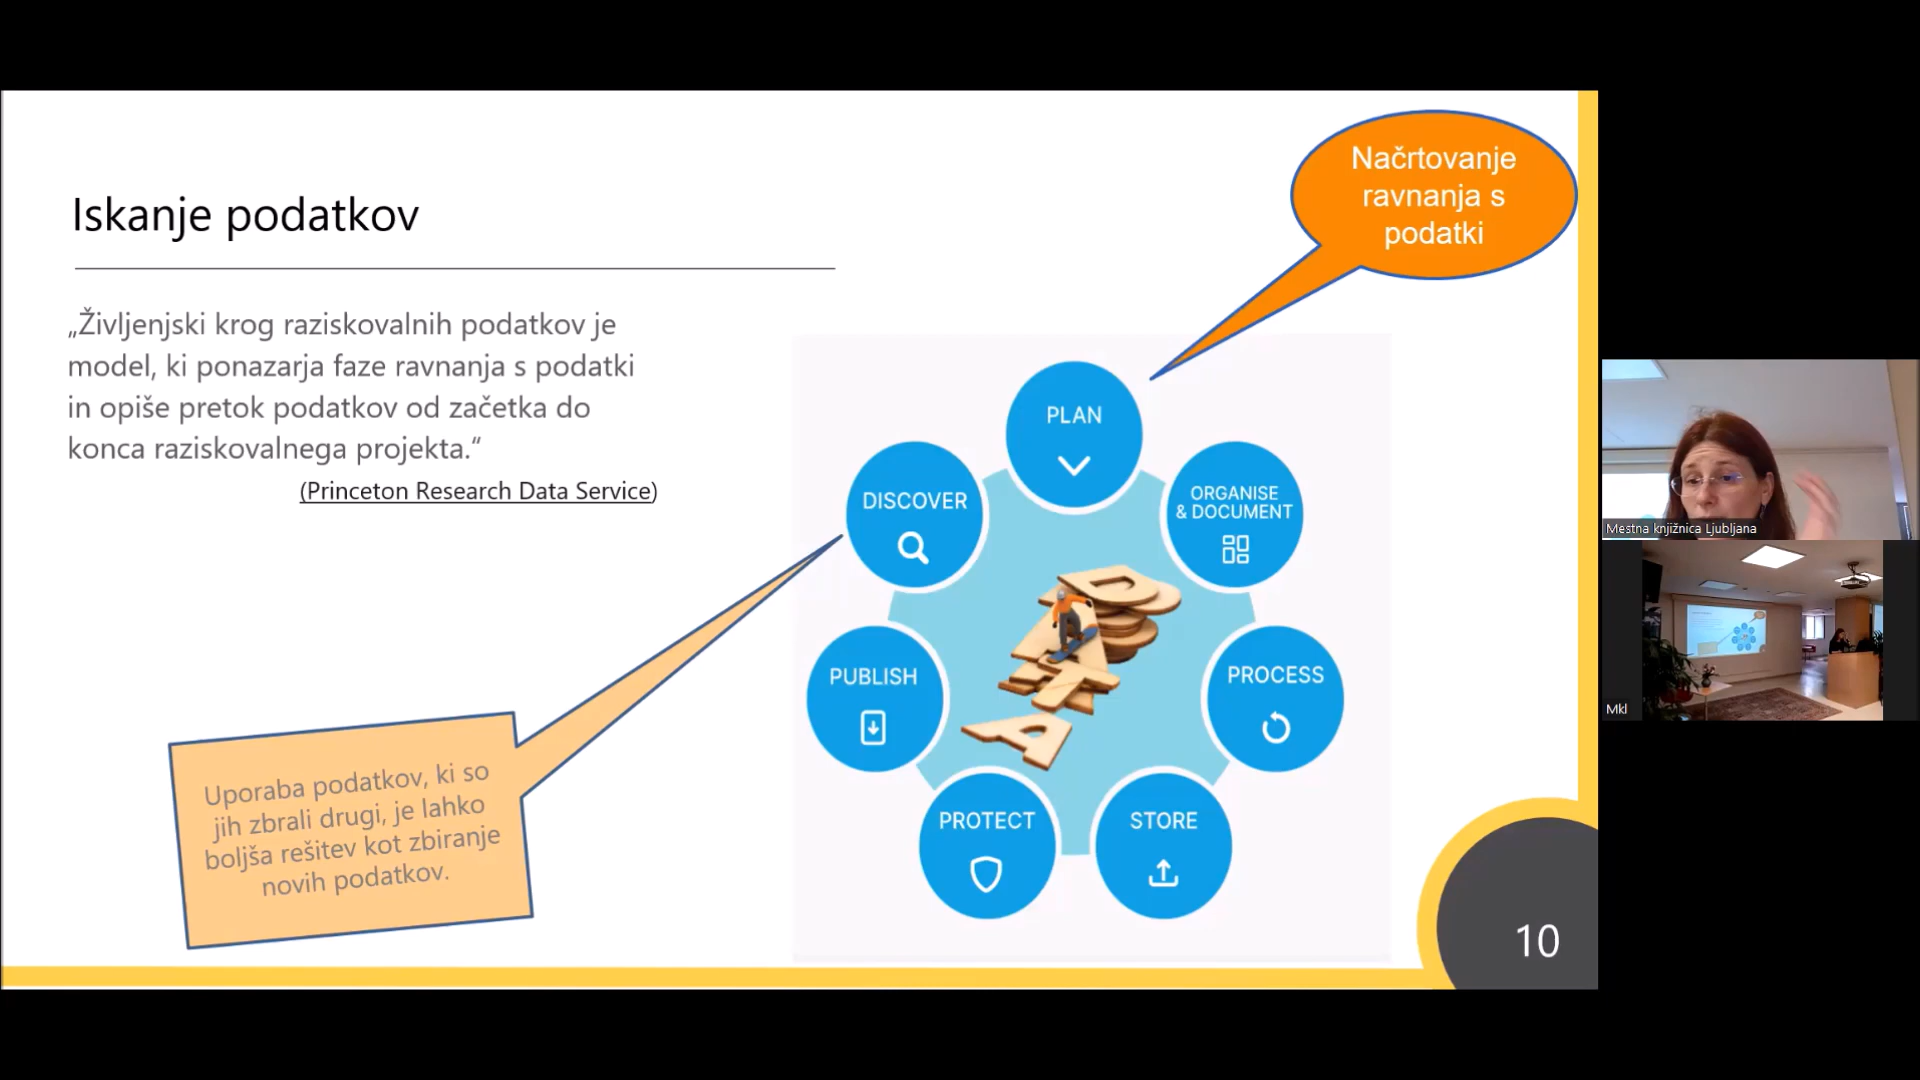 Iskanje podatkov
„Življenjski krog raziskovalnih podatkov je
model, ki ponazarja faze ravnanja s podatki
in opiše pretok podatkov od začetka do
konca raziskovalnega projekta.“
(Princeton Research Data Service)
Načrtovanje
ravnanja s
podatki
PLAN
DISCOVER
ORGANISE
& DOCUMENT
PUBLISH
PROCESS
PROTECT
STORE
DATA
Uporaba podatkov, ki so
jih zbrali drugi, je lahko
boljša rešitev kot zbiranje
novih podatkov.
10
Mestna knjižnica Ljubljana
Mkl